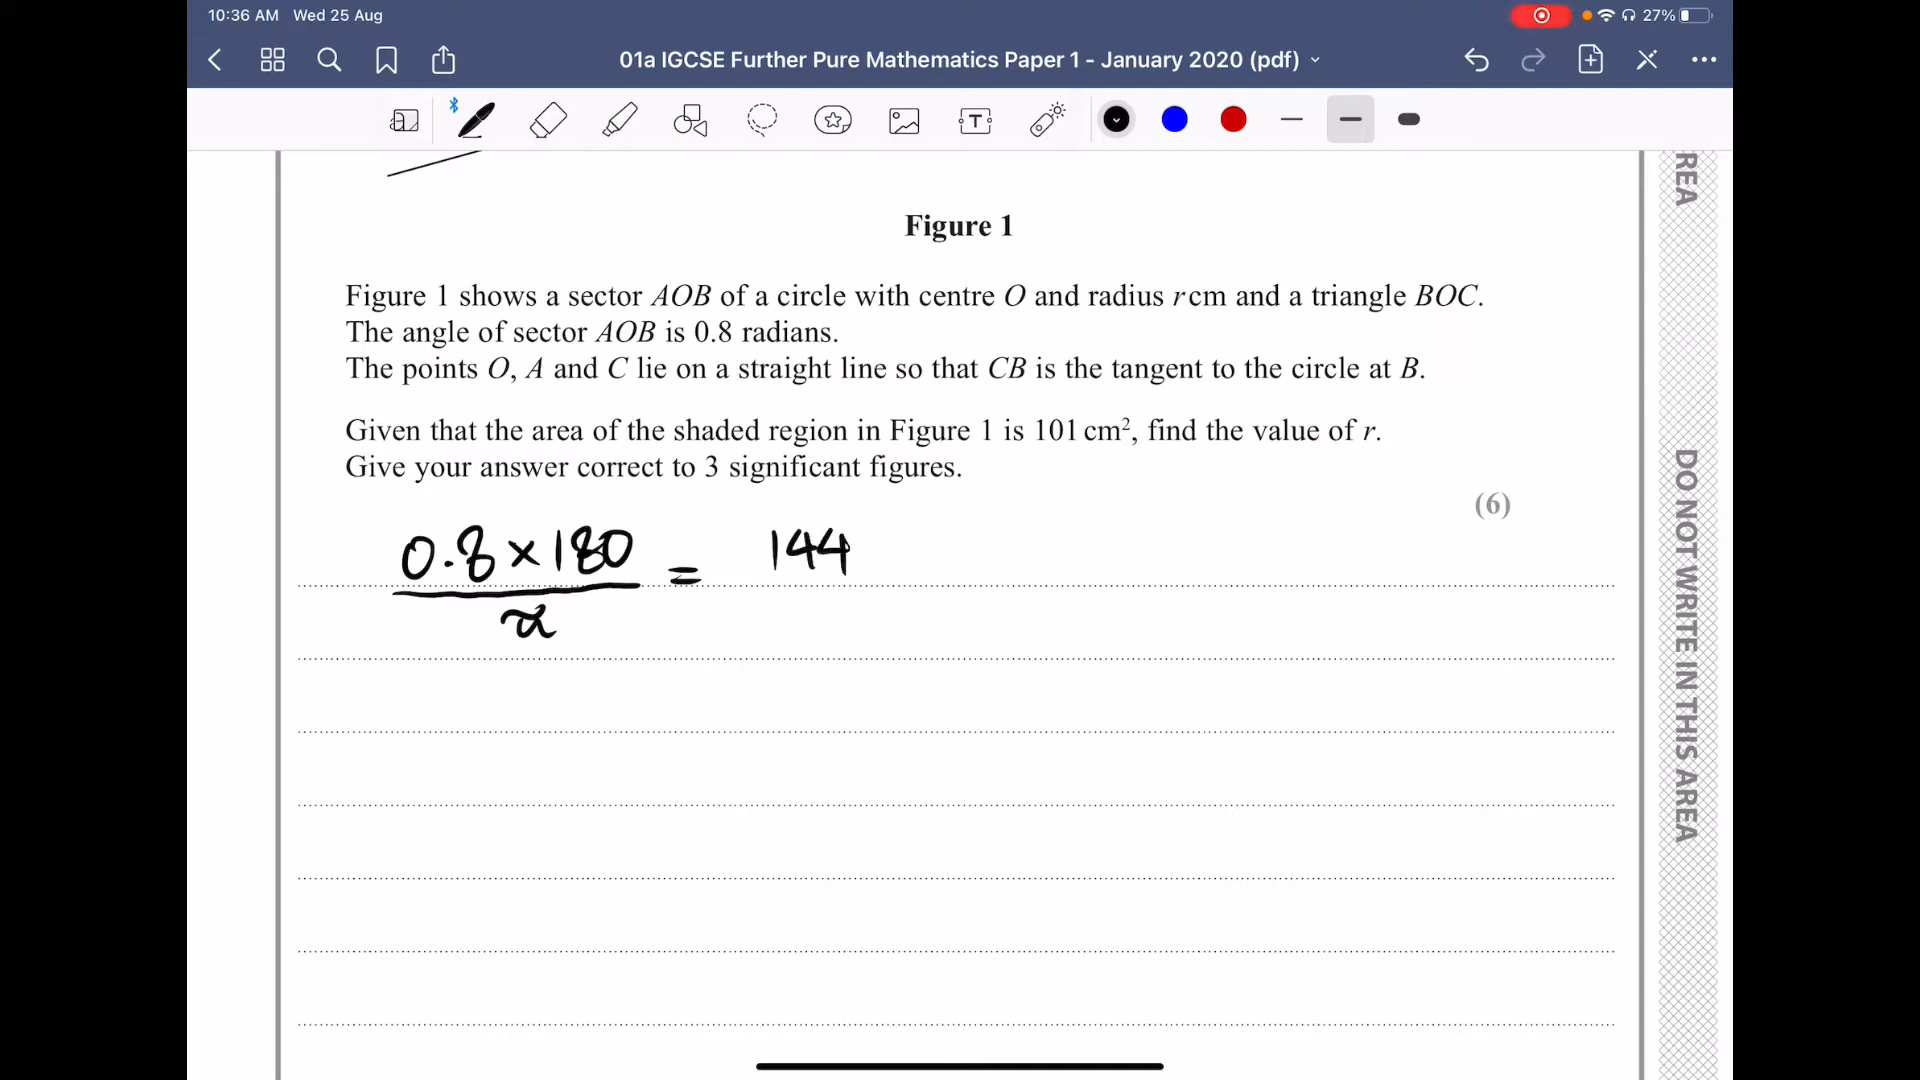 10:36 AM Wed 25 Aug
27%
01a IGCSE Further Pure Mathematics Paper 1 - January 2020 (pdf)
a
T
REA
Figure 1
Figure 1 shows a sector AOB of a circle with centre O and radius r cm and a triangle BOC.
The angle of sector AOB is 0.8 radians.
The points O, A and C lie on a straight line so that CB is the tangent to the circle at B.
Given that the area of the shaded region in Figure 1 is 101 cm², find the value of r.
Give your answer correct to 3 significant figures.
(6)
0.8 × 180 = 144
π
DO NOT WRITE IN THIS AREA